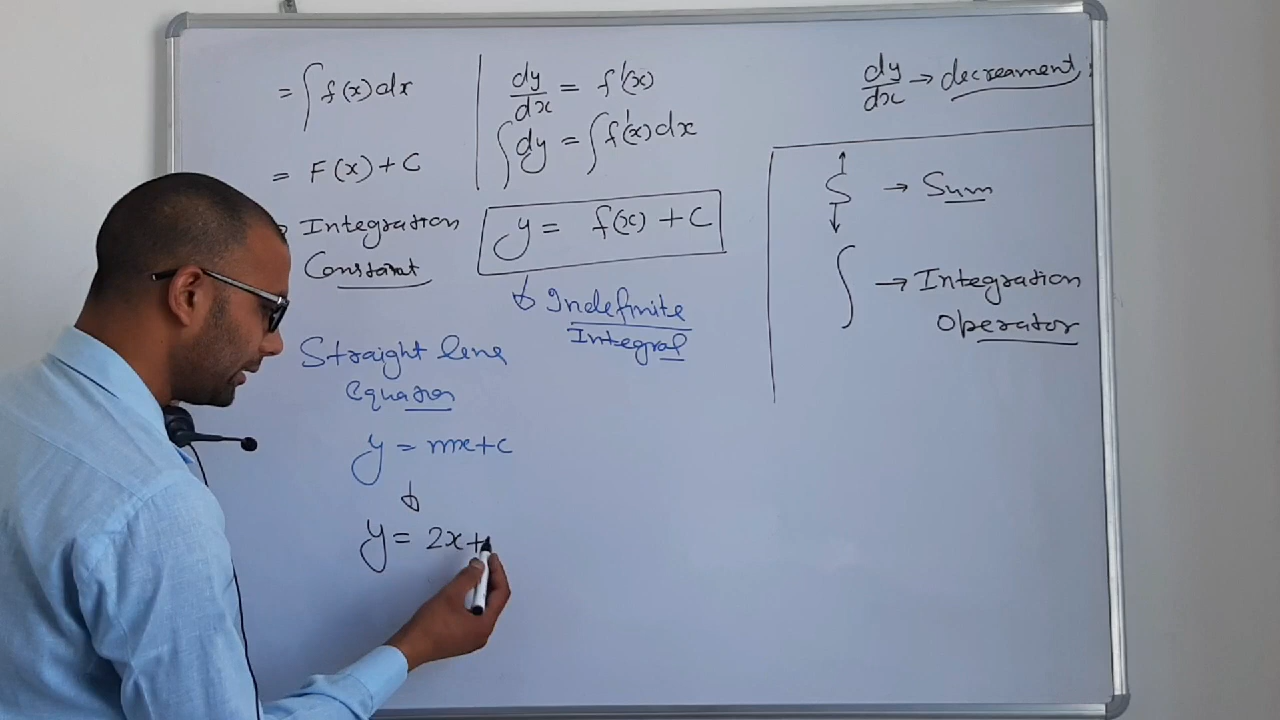 = ∫ f(x) dx
= F(x) + C
Integration
Constant
dy/dx = f'(x)
∫dy = ∫f'(x) dx
y = f(x) + C
Indefinite
Integral
Straight line
Equation
y = mx + c
↓
y = 2x +
dy/dx → decreament
S → Sum
∫ → Integration
Operator